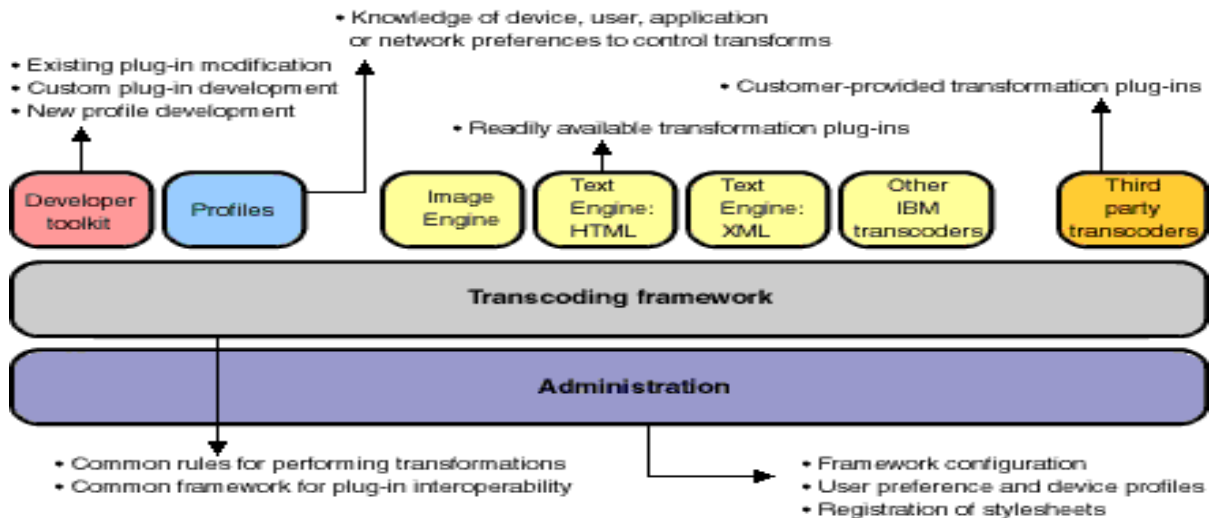 • Knowledge of device, user, application
or network preferences to control transforms
• Existing plug-in modification
• Custom plug-in development
• New profile development
• Customer-provided transformation plug-ins
• Readily available transformation plug-ins
Developer
toolkit
Profiles
Image
Engine
Text
Engine:
HTML
Text
Engine:
XML
Other
IBM
transcoders
Third
party
transcoders
Transcoding framework
Administration
• Common rules for performing transformations
• Common framework for plug-in interoperability
• Framework configuration
• User preference and device profiles
• Registration of stylesheets